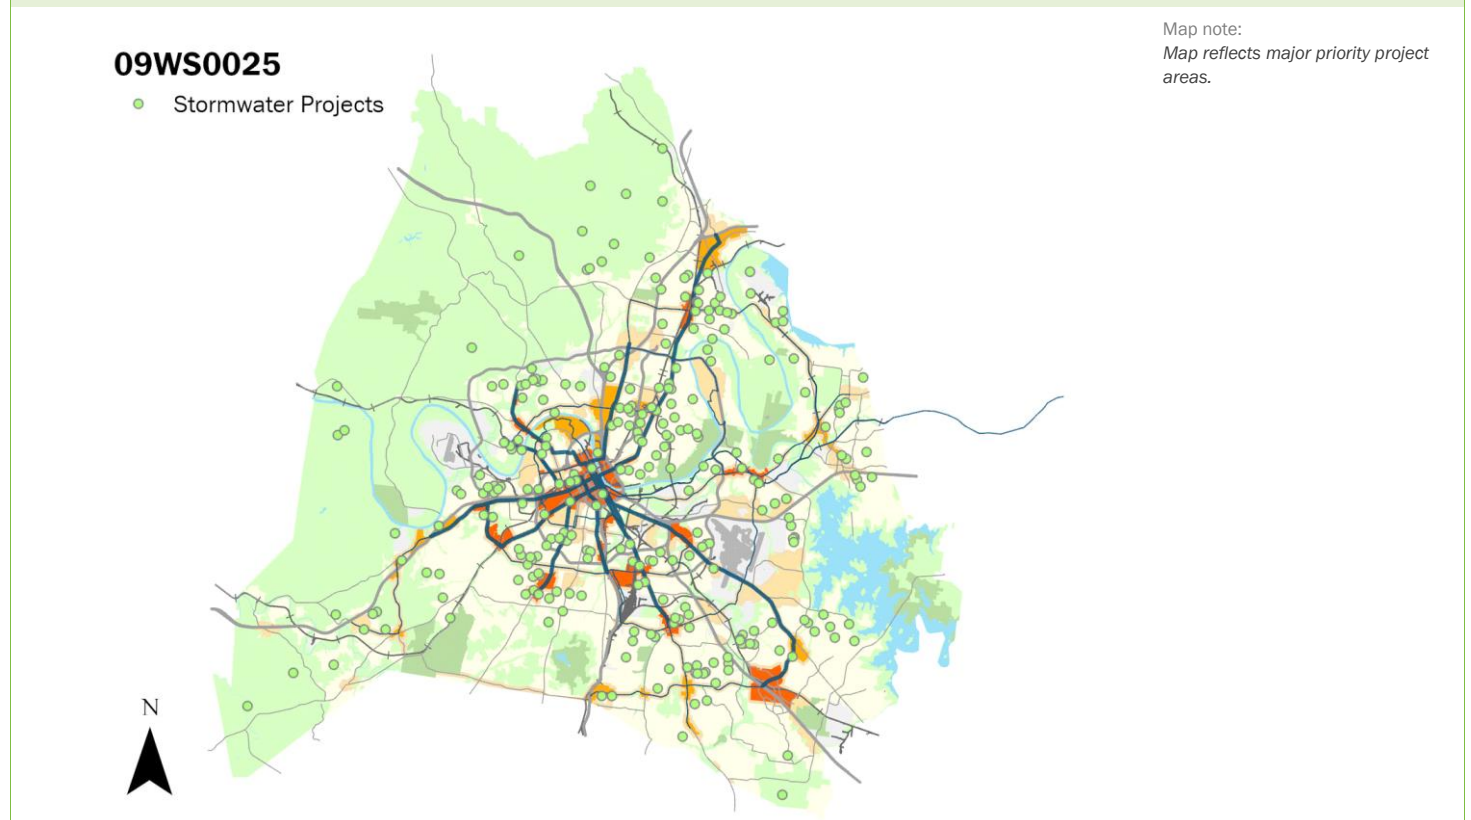 09WS0025
Stormwater Projects
Map note:
Map reflects major priority project
areas.
N